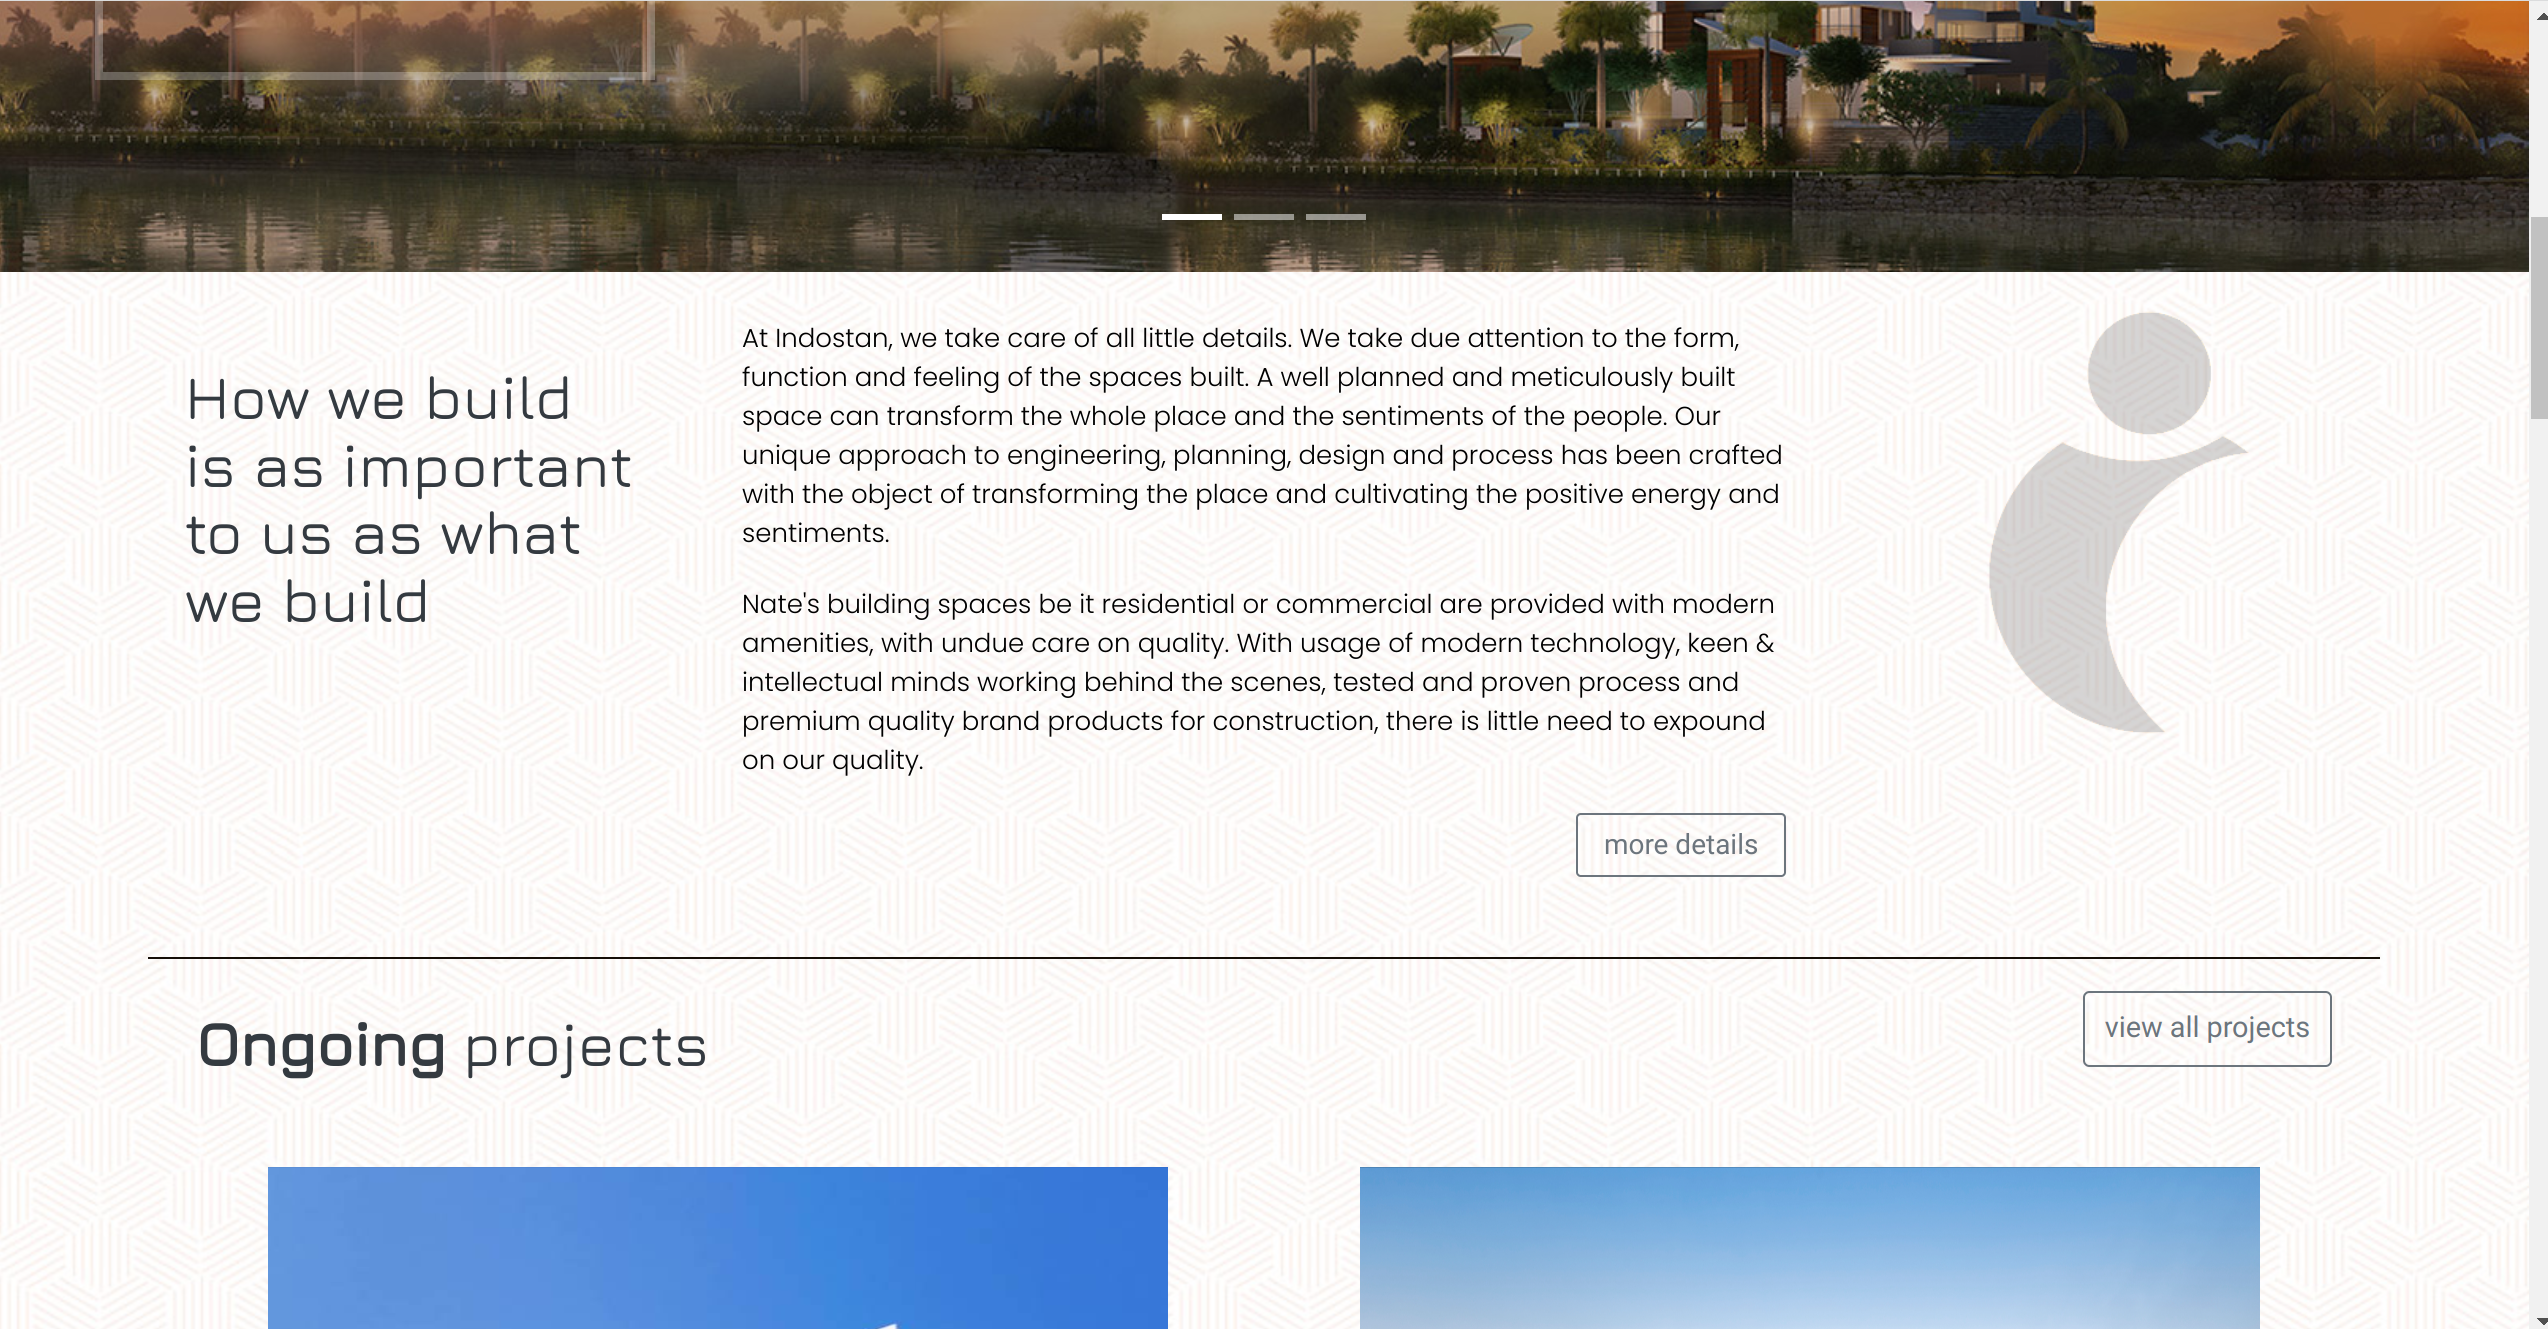 How we build
is as important
to us as what
we build
At Indostan, we take care of all little details. We take due attention to the form,
function and feeling of the spaces built. A well planned and meticulously built
space can transform the whole place and the sentiments of the people. Our
unique approach to engineering, planning, design and process has been crafted
with the object of transforming the place and cultivating the positive energy and
sentiments.
Nate's building spaces be it residential or commercial are provided with modern
amenities, with undue care on quality. With usage of modern technology, keen &
intellectual minds working behind the scenes, tested and proven process and
premium quality brand products for construction, there is little need to expound
on our quality.
more details
Ongoing projects
view all projects